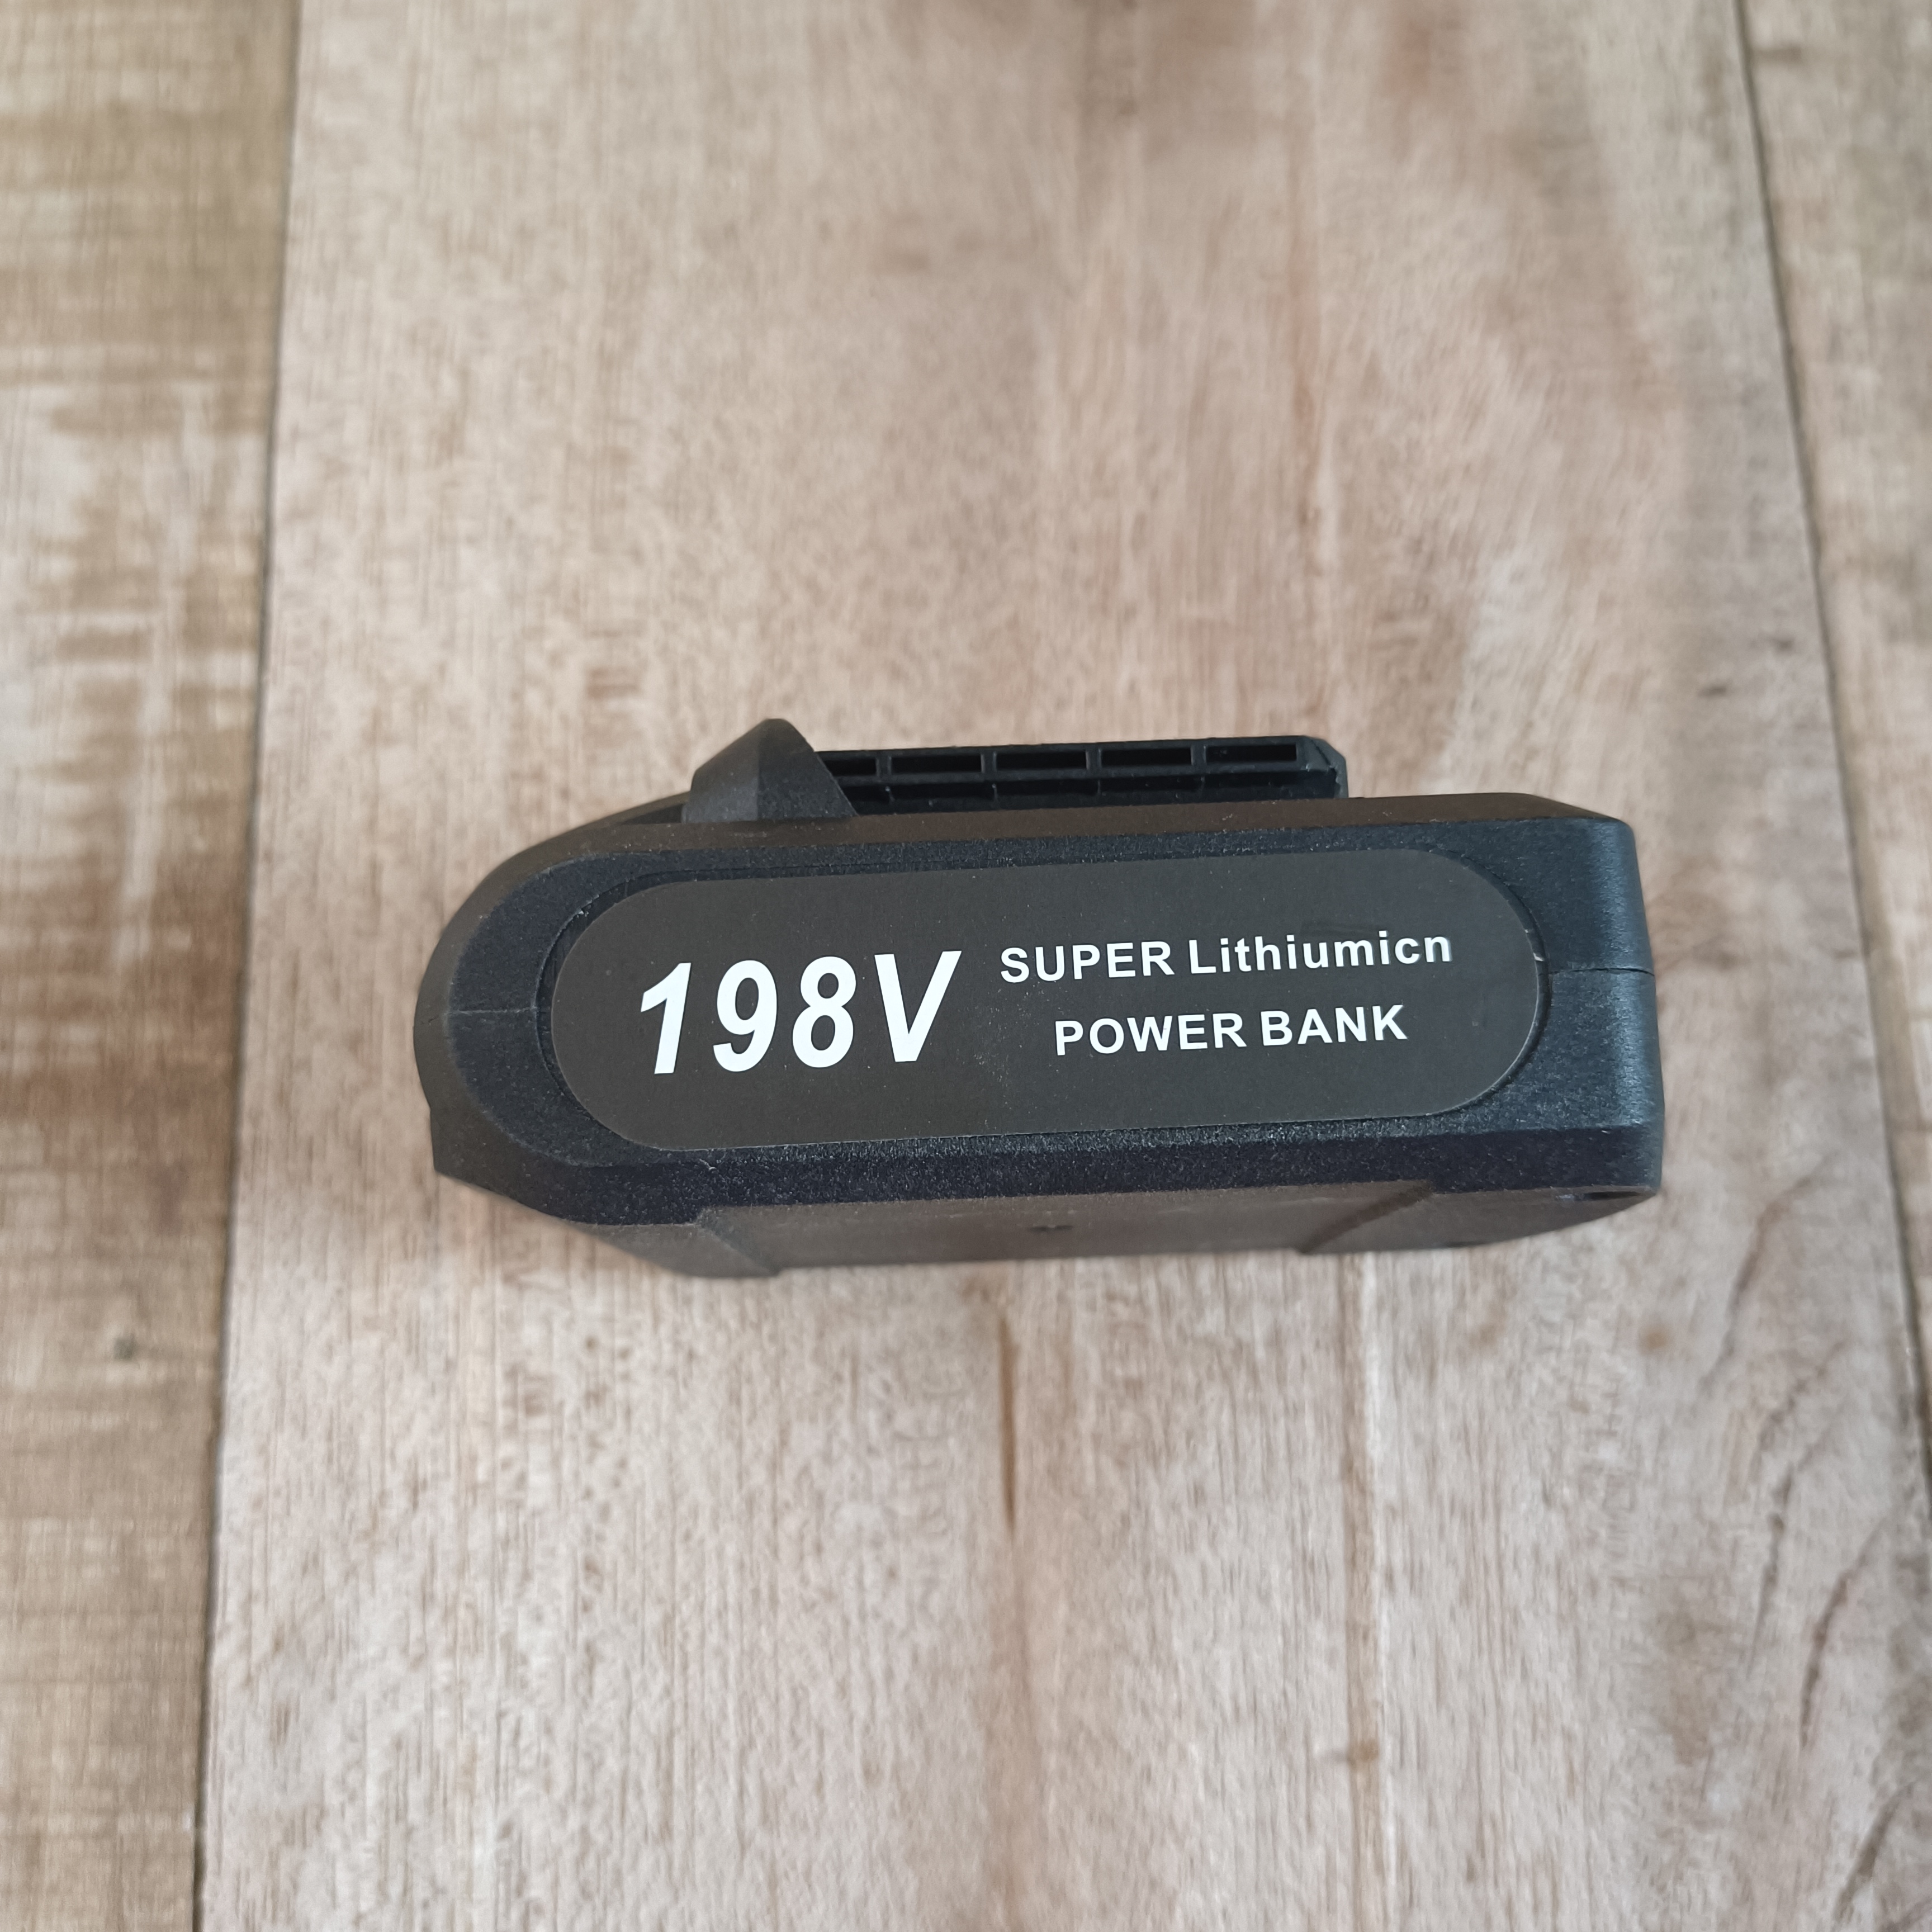 198V
SUPER Lithiumicn
POWER BANK